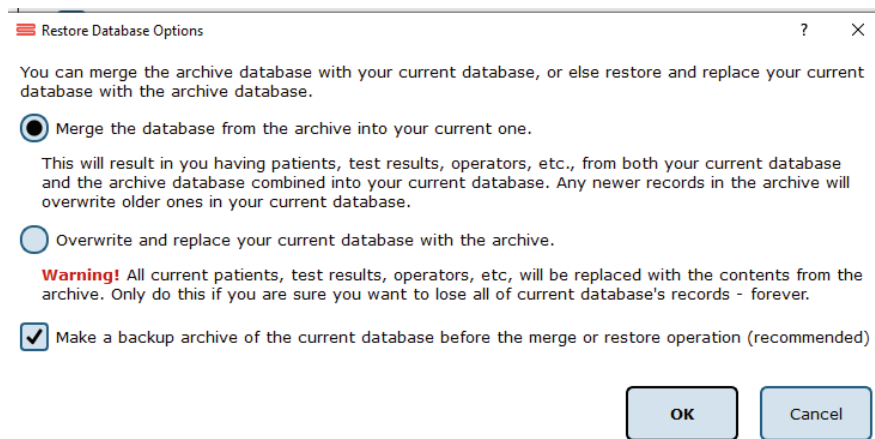 Restore Database Options
?
You can merge the archive database with your current database, or else restore and replace your current
database with the archive database.
Merge the database from the archive into your current one.
This will result in you having patients, test results, operators, etc., from both your current database
and the archive database combined into your current database. Any newer records in the archive will
overwrite older ones in your current database.
Overwrite and replace your current database with the archive.
Warning! All current patients, test results, operators, etc, will be replaced with the contents from the
archive. Only do this if you are sure you want to lose all of current database's records - forever.
Make a backup archive of the current database before the merge or restore operation (recommended)
OK
Cancel